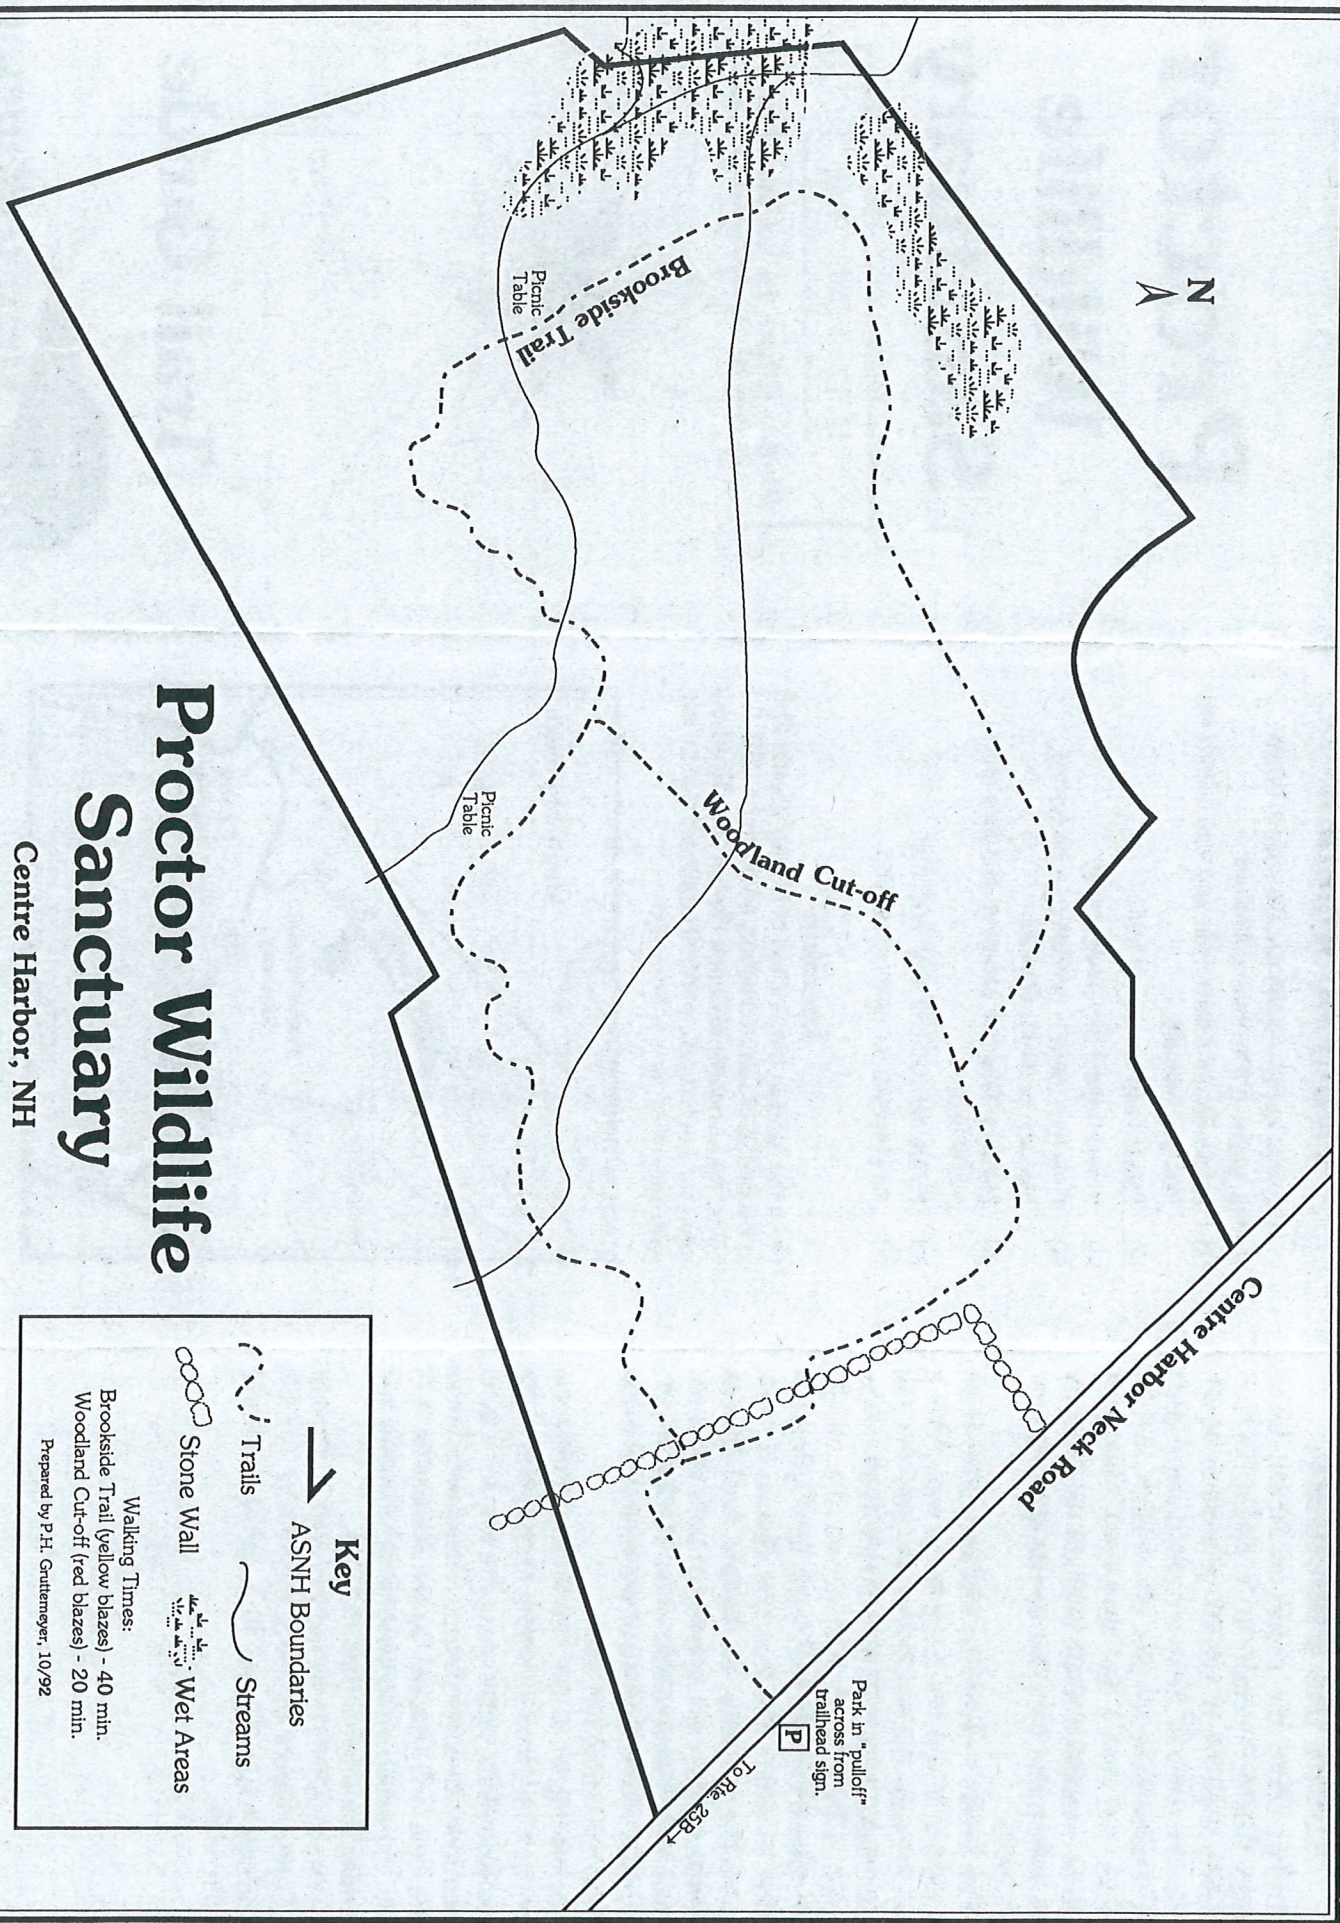 N
Brookside Trail
Picnic
Table
Woodland Cut-off
Picnic
Table
Centre Harbor Neck Road
Park in "pulloff"
across from
trailhead sign.
P
To Rte. 25B→
Proctor Wildlife
Sanctuary
Centre Harbor, NH
Key
ASNH Boundaries
Trails
Streams
Stone Wall
Wet Areas
Walking Times:
Brookside Trail (yellow blazes) - 40 min.
Woodland Cut-off (red blazes) - 20 min.
Prepared by P.H. Gruttemeyer, 10/92